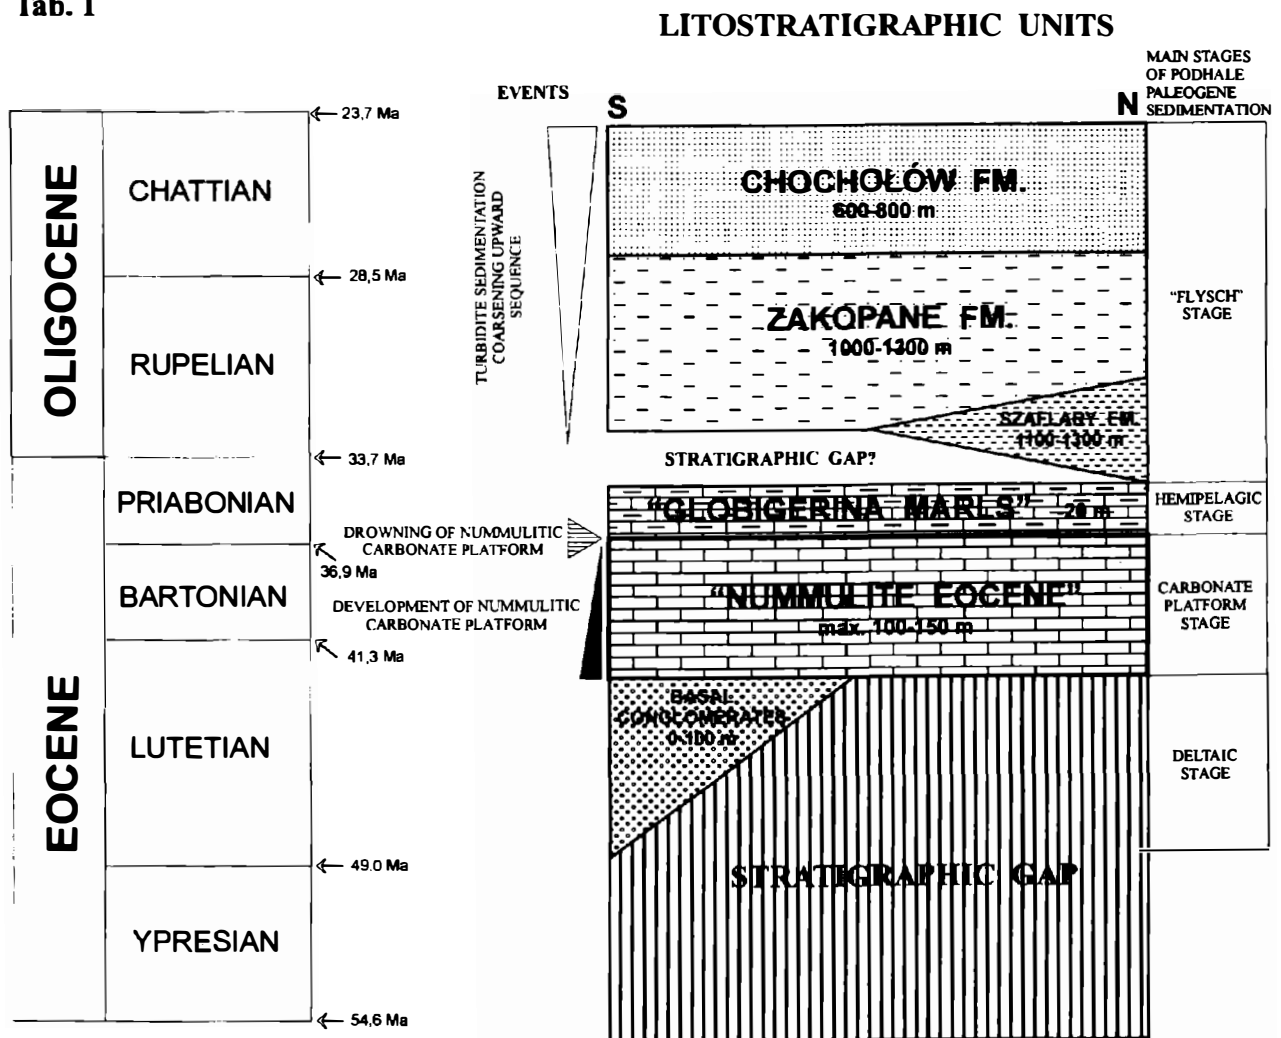 Tab. 1
LITOSTRATIGRAPHIC UNITS
MAIN STAGES
OF PODHALE
PALEOGENE
SEDIMENTATION
EVENTS
S
N
OLIGOCENE
EOCENE
23,7 Ma
CHATTIAN
28,5 Ma
RUPELIAN
33,7 Ma
PRIABONIAN
36,9 Ma
BARTONIAN
41,3 Ma
LUTETIAN
49.0 Ma
YPRESIAN
54,6 Ma
TURBIDITE SEDIMENTATION
COARSENING UPWARD
SEQUENCE
DROWNING OF NUMMULITIC
CARBONATE PLATFORM
DEVELOPMENT OF NUMMULITIC
CARBONATE PLATFORM
CHOCHOŁÓW FM.
600-800 m
ZAKOPANE FM.
1000-1300 m
SZAFLARY FM.
1100-1300 m
STRATIGRAPHIC GAP?
"GLOBIGERINA MARLS" 20 m
"NUMMULITE EOCENE"
max. 100-150 m
BASAL
CONGLOMERATES
0-100 m
STRATIGRAPHIC GAP
"FLYSCH"
STAGE
HEMIPELAGIC
STAGE
CARBONATE
PLATFORM
STAGE
DELTAIC
STAGE